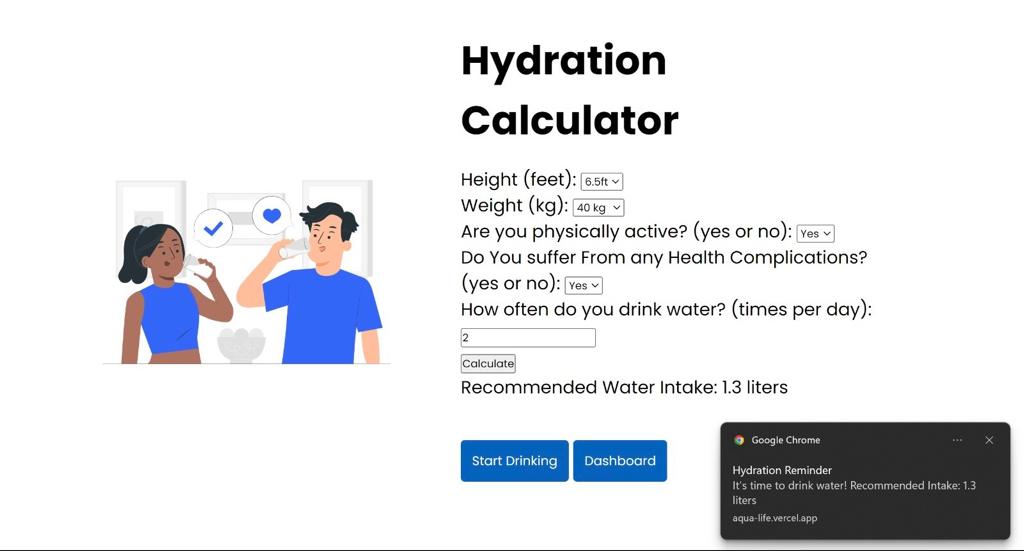 Hydration
Calculator
Height (feet): 6.5ft
Weight (kg): 40 kg
Are you physically active? (yes or no): Yes
Do You suffer From any Health Complications?
(yes or no): Yes
How often do you drink water? (times per day):
2
Calculate
Recommended Water Intake: 1.3 liters
Start Drinking Dashboard
Google Chrome
Hydration Reminder
It's time to drink water! Recommended Intake: 1.3
liters
aqua-life.vercel.app